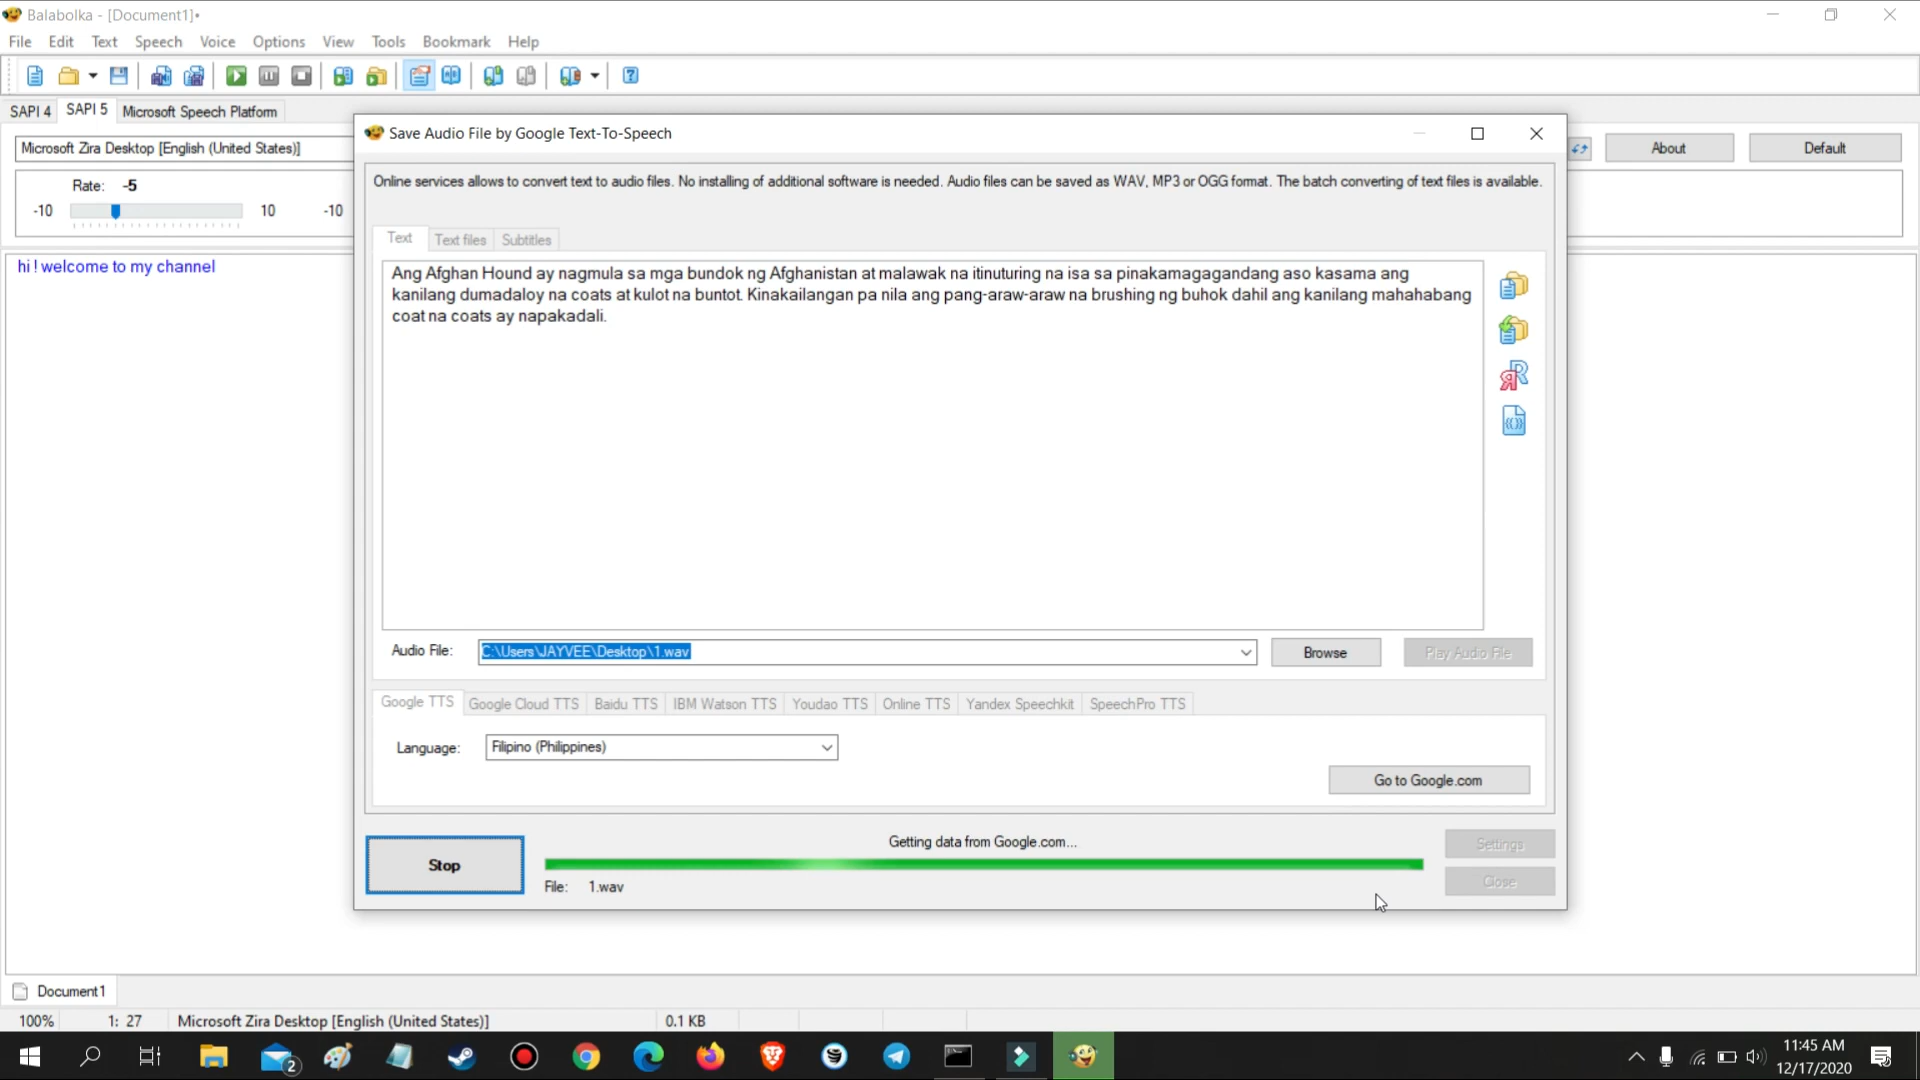 Balabolka - [Document1]•
File Edit Text Speech Voice Options View Tools Bookmark Help
SAPI 4 SAPI 5 Microsoft Speech Platform
Microsoft Zira Desktop [English (United States)]
About Default
Rate: -5
-10 10 -10
hi ! welcome to my channel
Save Audio File by Google Text-To-Speech
Online services allows to convert text to audio files. No installing of additional software is needed. Audio files can be saved as WAV, MP3 or OGG format. The batch converting of text files is available.
Text Text files Subtitles
Ang Afghan Hound ay nagmula sa mga bundok ng Afghanistan at malawak na itinuturing na isa sa pinakamagagandang aso kasama ang
kanilang dumadaloy na coats at kulot na buntot. Kinakailangan pa nila ang pang-araw-araw na brushing ng buhok dahil ang kanilang mahahabang
coat na coats ay napakadali.
Audio File: C:\Users\JAYVEE\Desktop\1.wav Browse Play Audio File
Google TTS Google Cloud TTS Baidu TTS IBM Watson TTS Youdao TTS Online TTS Yandex Speechkit SpeechPro TTS
Language: Filipino (Philippines)
Go to Google.com
Getting data from Google.com...
Settings
Stop
File: 1.wav
Close
Document1
100% 1: 27 Microsoft Zira Desktop [English (United States)] 0.1 KB
2
11:45 AM
12/17/2020